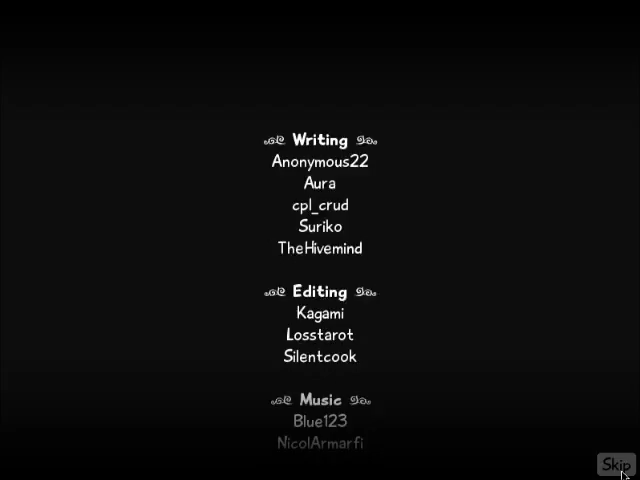 Writing
Anonymous22
Aura
cpl_crud
Suriko
TheHivemind
Editing
Kagami
Losstarot
Silentcook
Music
Blue123
NicolArmarfi
Skip